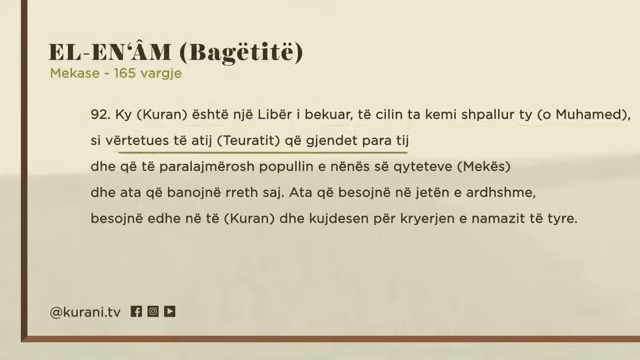 EL-EN‘ÂM (Bagëtitë)
Mekase - 165 vargje
92. Ky (Kuran) është një Libër i bekuar, të cilin ta kemi shpallur ty (o Muhamed),
si vërtetues të atij (Teuratit) që gjendet para tij
dhe që të paralajmërosh popullin e nënës së qyteteve (Mekës)
dhe ata që banojnë rreth saj. Ata që besojnë në jetën e ardhshme,
besojnë edhe në të (Kuran) dhe kujdesen për kryerjen e namazit të tyre.
@kurani.tv